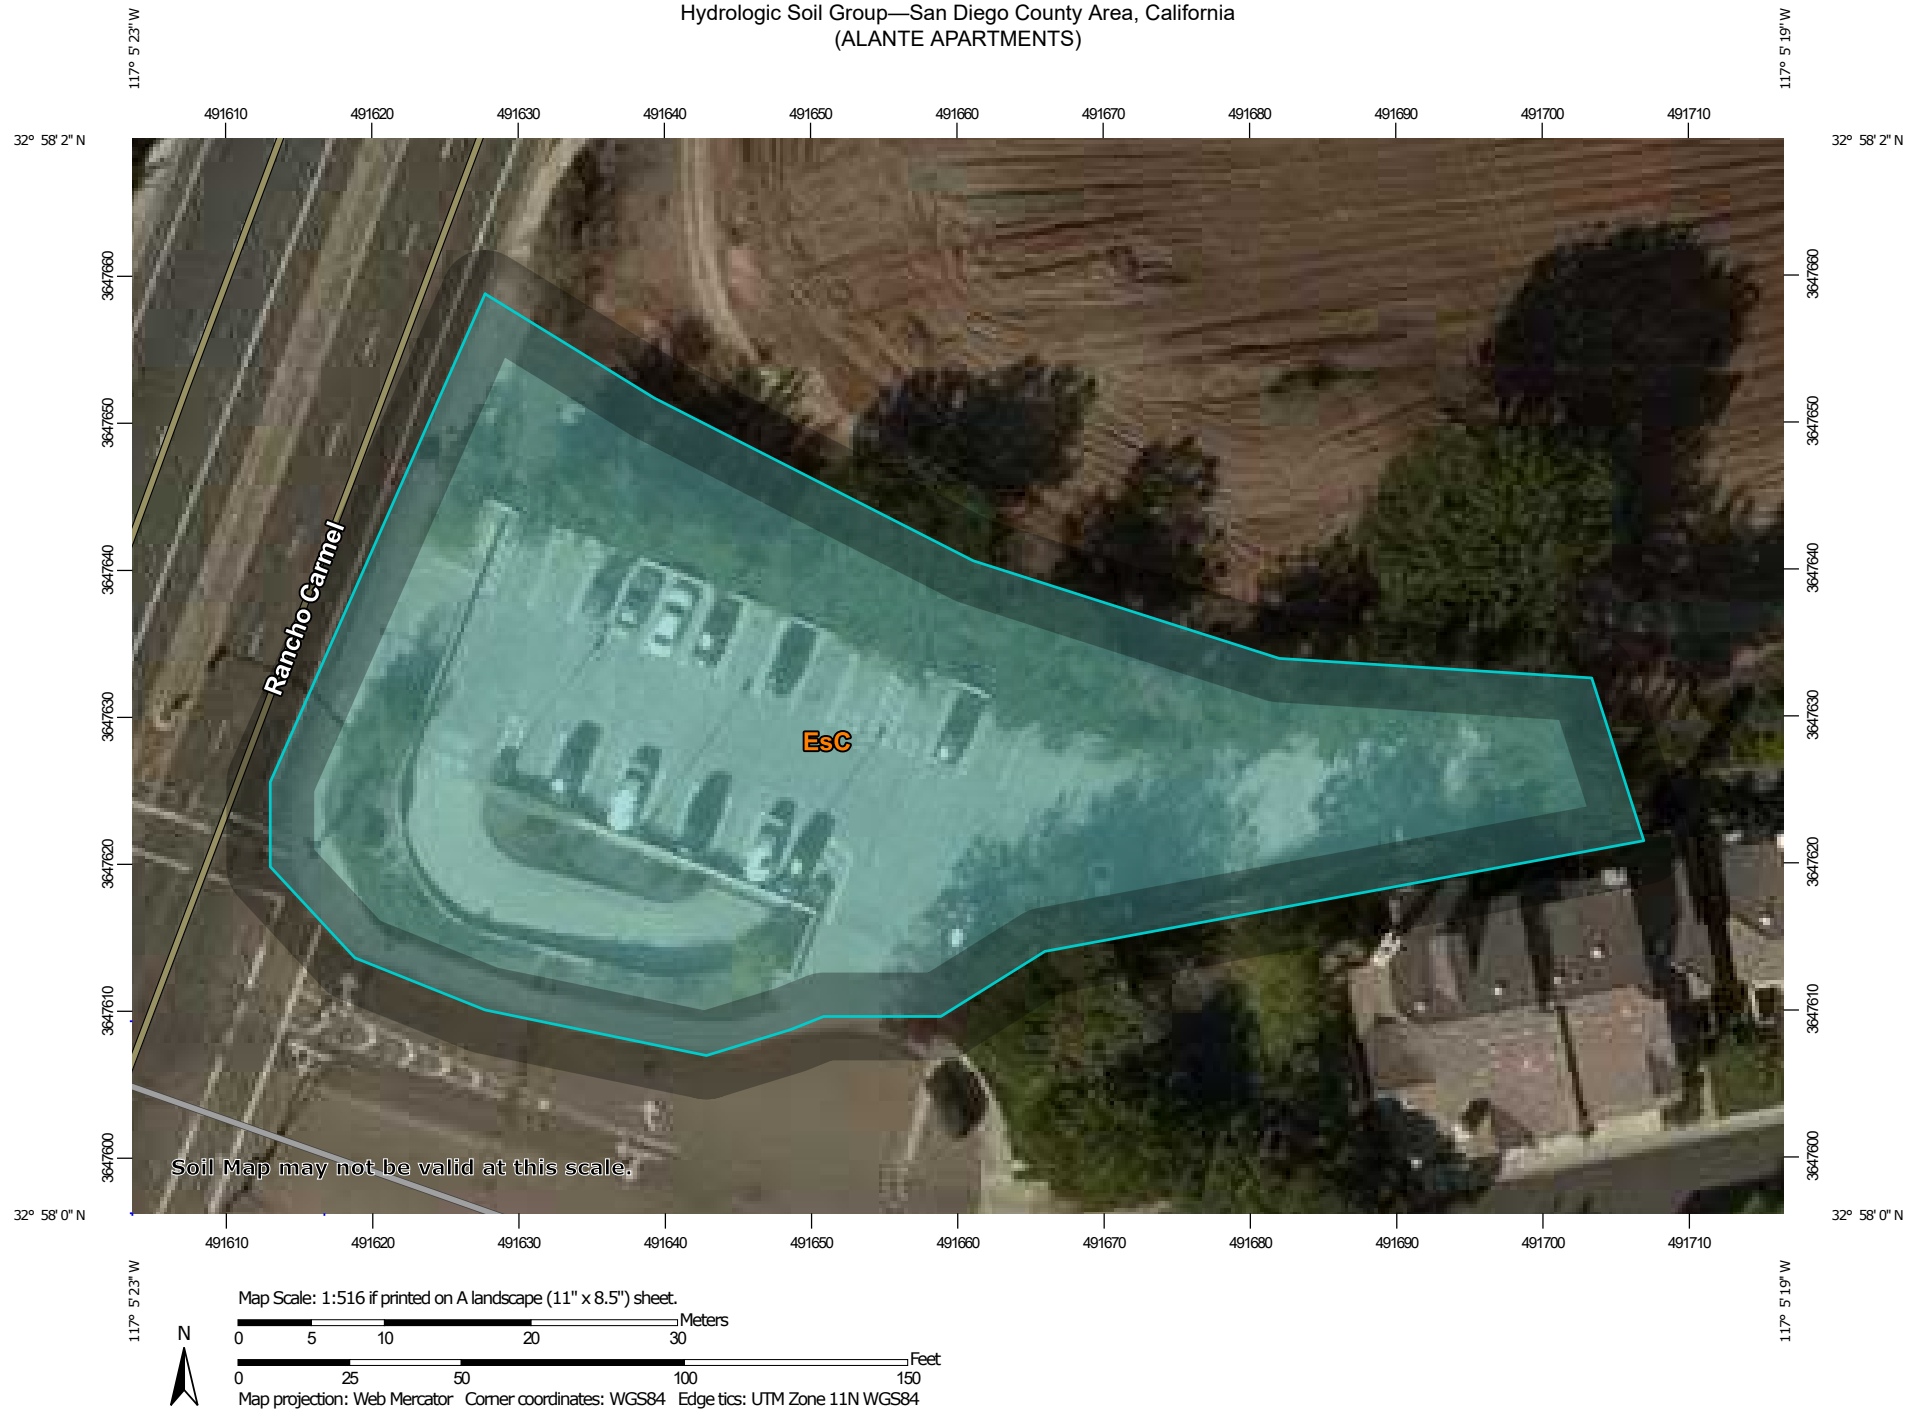 Hydrologic Soil Group—San Diego County Area, California
(ALANTE APARTMENTS)
117° 5' 23" W
117° 5' 19" W
491610 491620 491630 491640 491650 491660 491670 491680 491690 491700 491710
32° 58' 2" N
32° 58' 2" N
3647660
3647660
3647650
3647650
3647640
3647640
Rancho Carmel
3647630
3647630
EsC
3647620
3647620
3647610
3647610
3647600
3647600
Soil Map may not be valid at this scale.
32° 58' 0" N
32° 58' 0" N
491610 491620 491630 491640 491650 491660 491670 491680 491690 491700 491710
117° 5' 23" W
117° 5' 19" W
Map Scale: 1:516 if printed on A landscape (11" x 8.5") sheet.
Meters
0 5 10 20 30
N
Feet
0 25 50 100 150
Map projection: Web Mercator Corner coordinates: WGS84 Edge tics: UTM Zone 11N WGS84